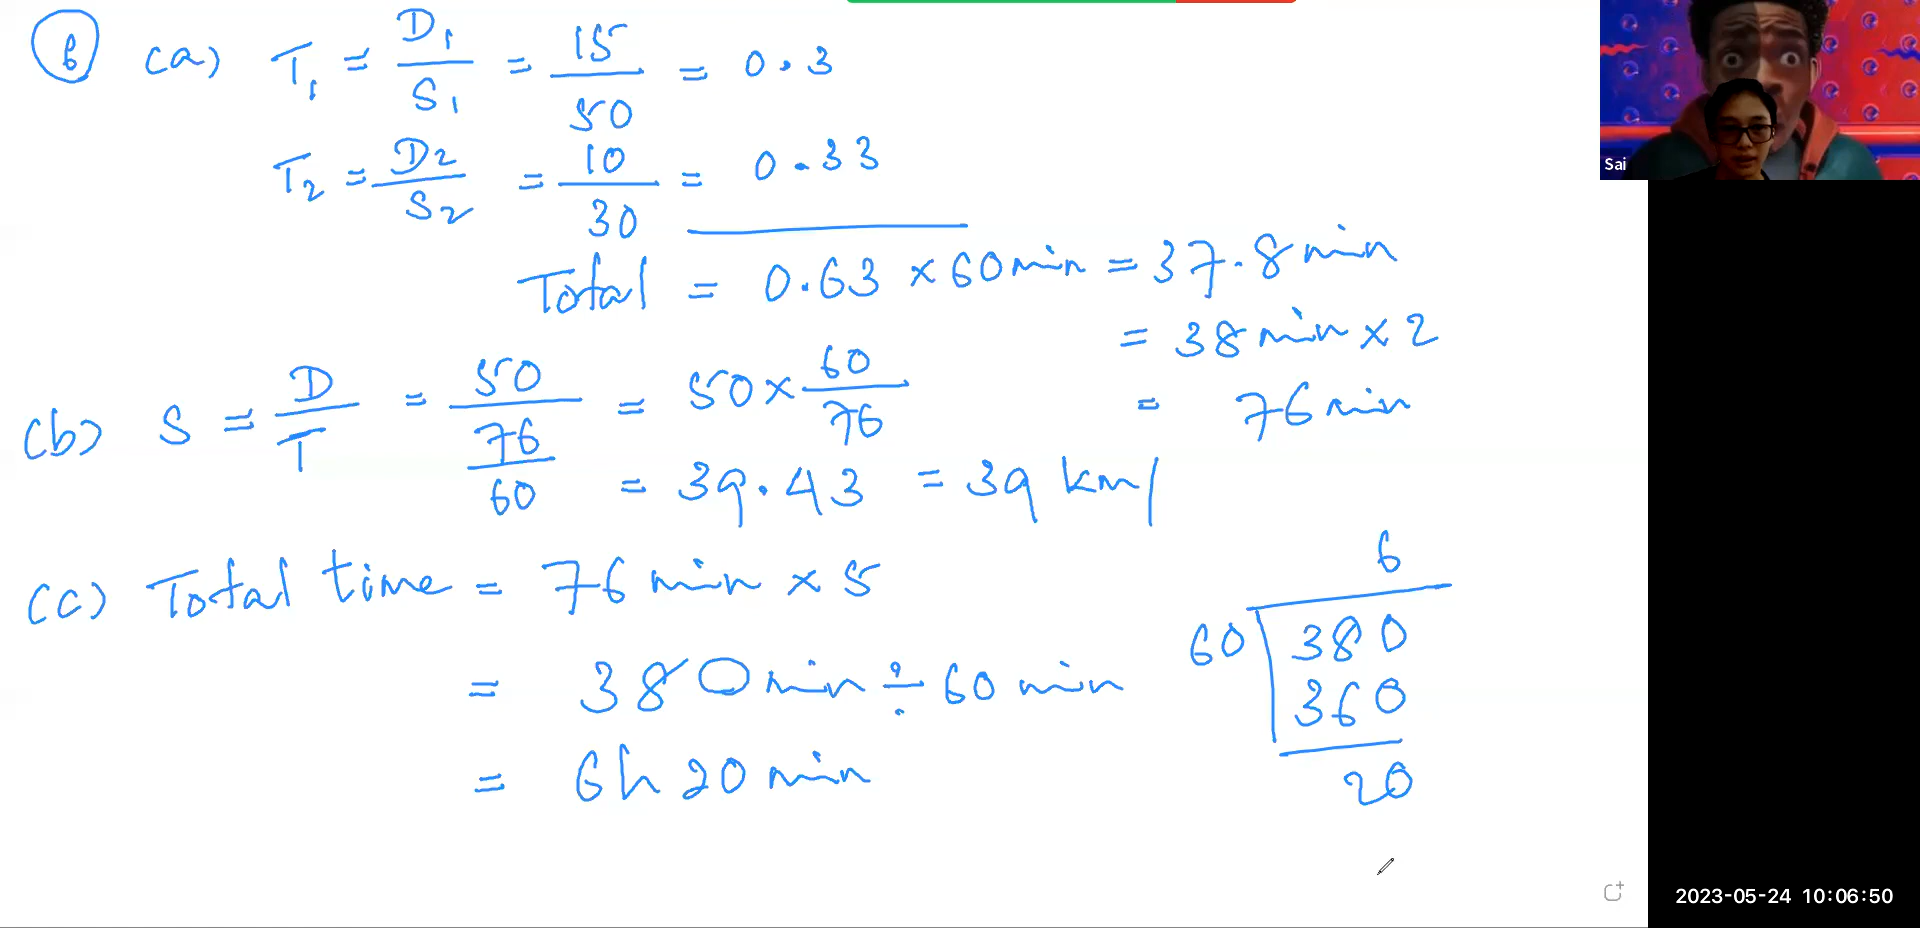 6 (a) T₁ = D₁/S₁ = 15/50 = 0.3
T₂ = D₂/S₂ = 10/30 = 0.33
Total = 0.63 × 60 min = 37.8 min
= 38 min × 2
= 76 min
(b) S = D/T = 50/(76/60) = 50 × 60/76
= 39.43 = 39 km/
(c) Total time = 76 min × 5
= 380 min ÷ 60 min
= 6h 20 min
6
60 380
360
20
Sai
2023-05-24 10:06:50